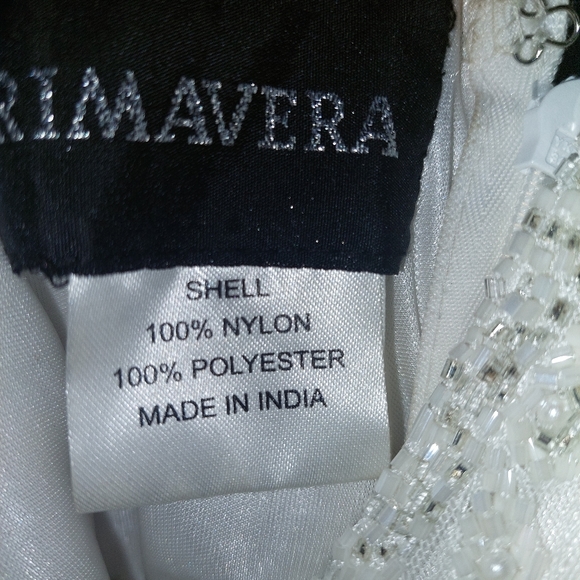 RIMAVERA
SHELL
100% NYLON
100% POLYESTER
MADE IN INDIA